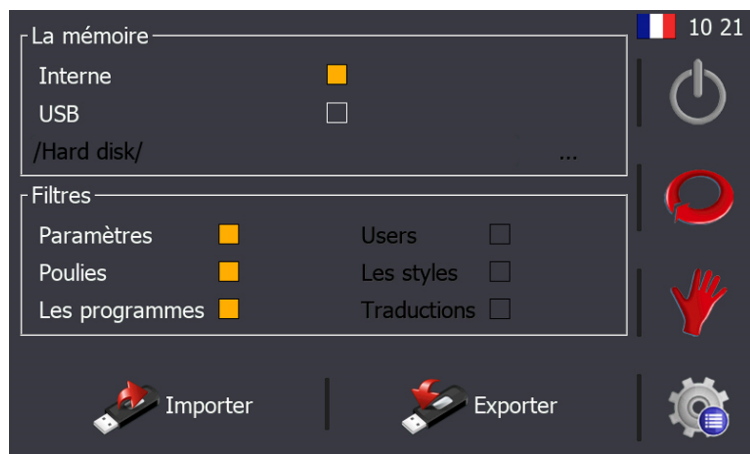 La mémoire
10 21
Interne
USB
/Hard disk/ ...
Filtres
Paramètres Users
Poulies Les styles
Les programmes Traductions
Importer Exporter